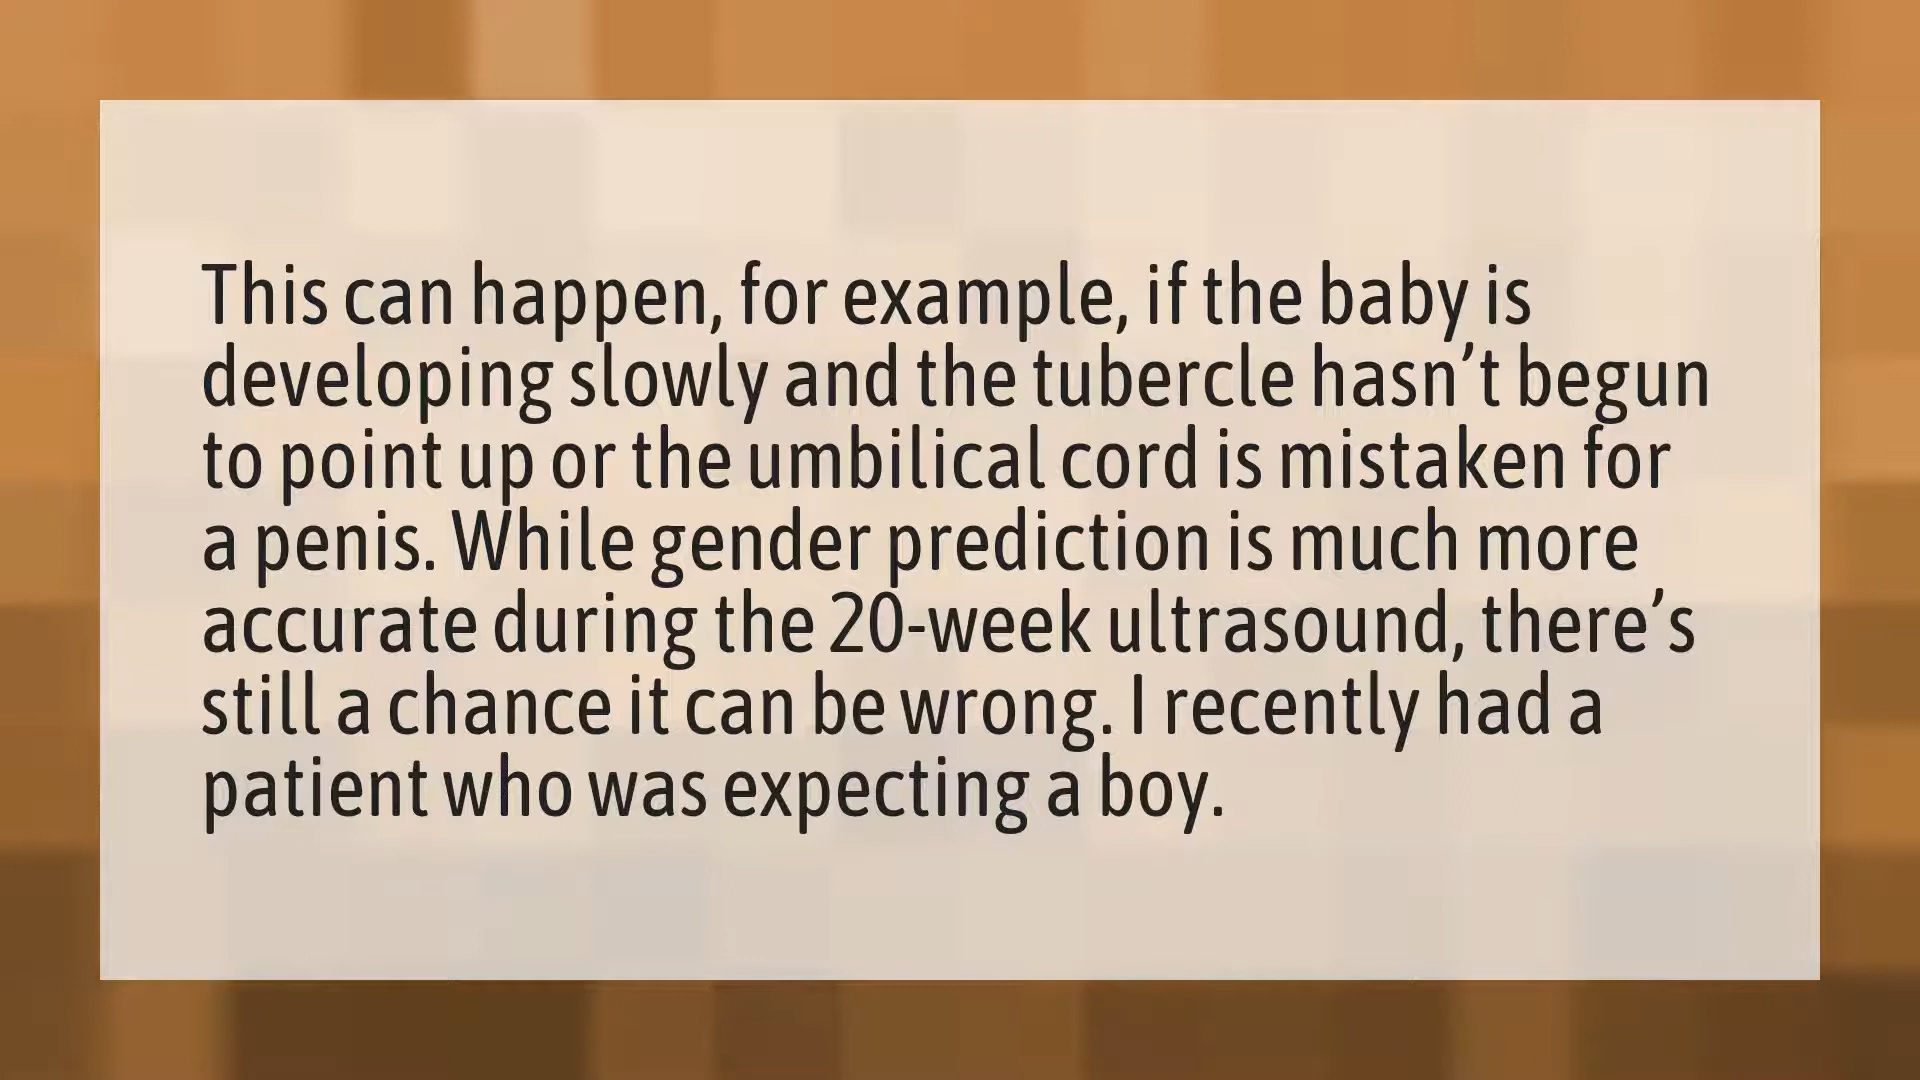 This can happen, for example, if the baby is
developing slowly and the tubercle hasn’t begun
to point up or the umbilical cord is mistaken for
a penis. While gender prediction is much more
accurate during the 20-week ultrasound, there’s
still a chance it can be wrong. I recently had a
patient who was expecting a boy.